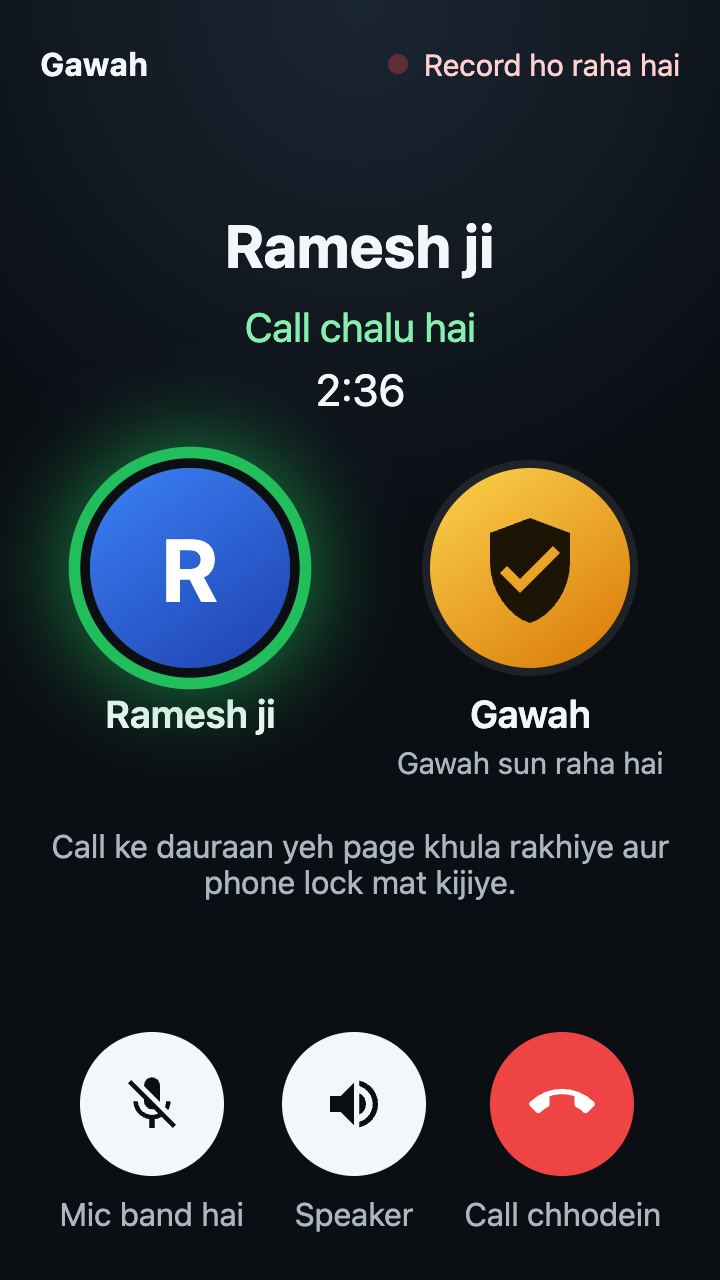 Gawah
Record ho raha hai
Ramesh ji
Call chalu hai
2:36
R
Ramesh ji
Gawah
Gawah sun raha hai
Call ke dauraan yeh page khula rakhiye aur
phone lock mat kijiye.
Mic band hai
Speaker
Call chhodein